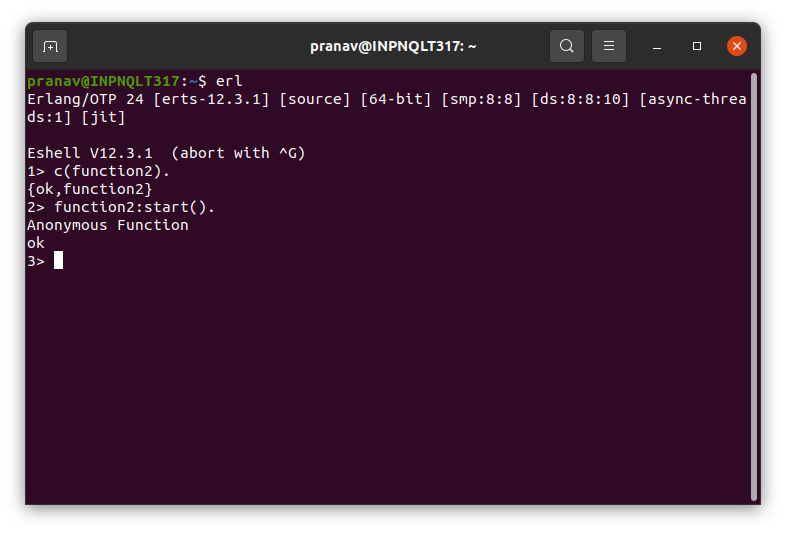 pranav@INPNQLT317: ~
pranav@INPNQLT317:~$ erl
Erlang/OTP 24 [erts-12.3.1] [source] [64-bit] [smp:8:8] [ds:8:8:10] [async-threa
ds:1] [jit]
Eshell V12.3.1  (abort with ^G)
1> c(function2).
{ok,function2}
2> function2:start().
Anonymous Function
ok
3>